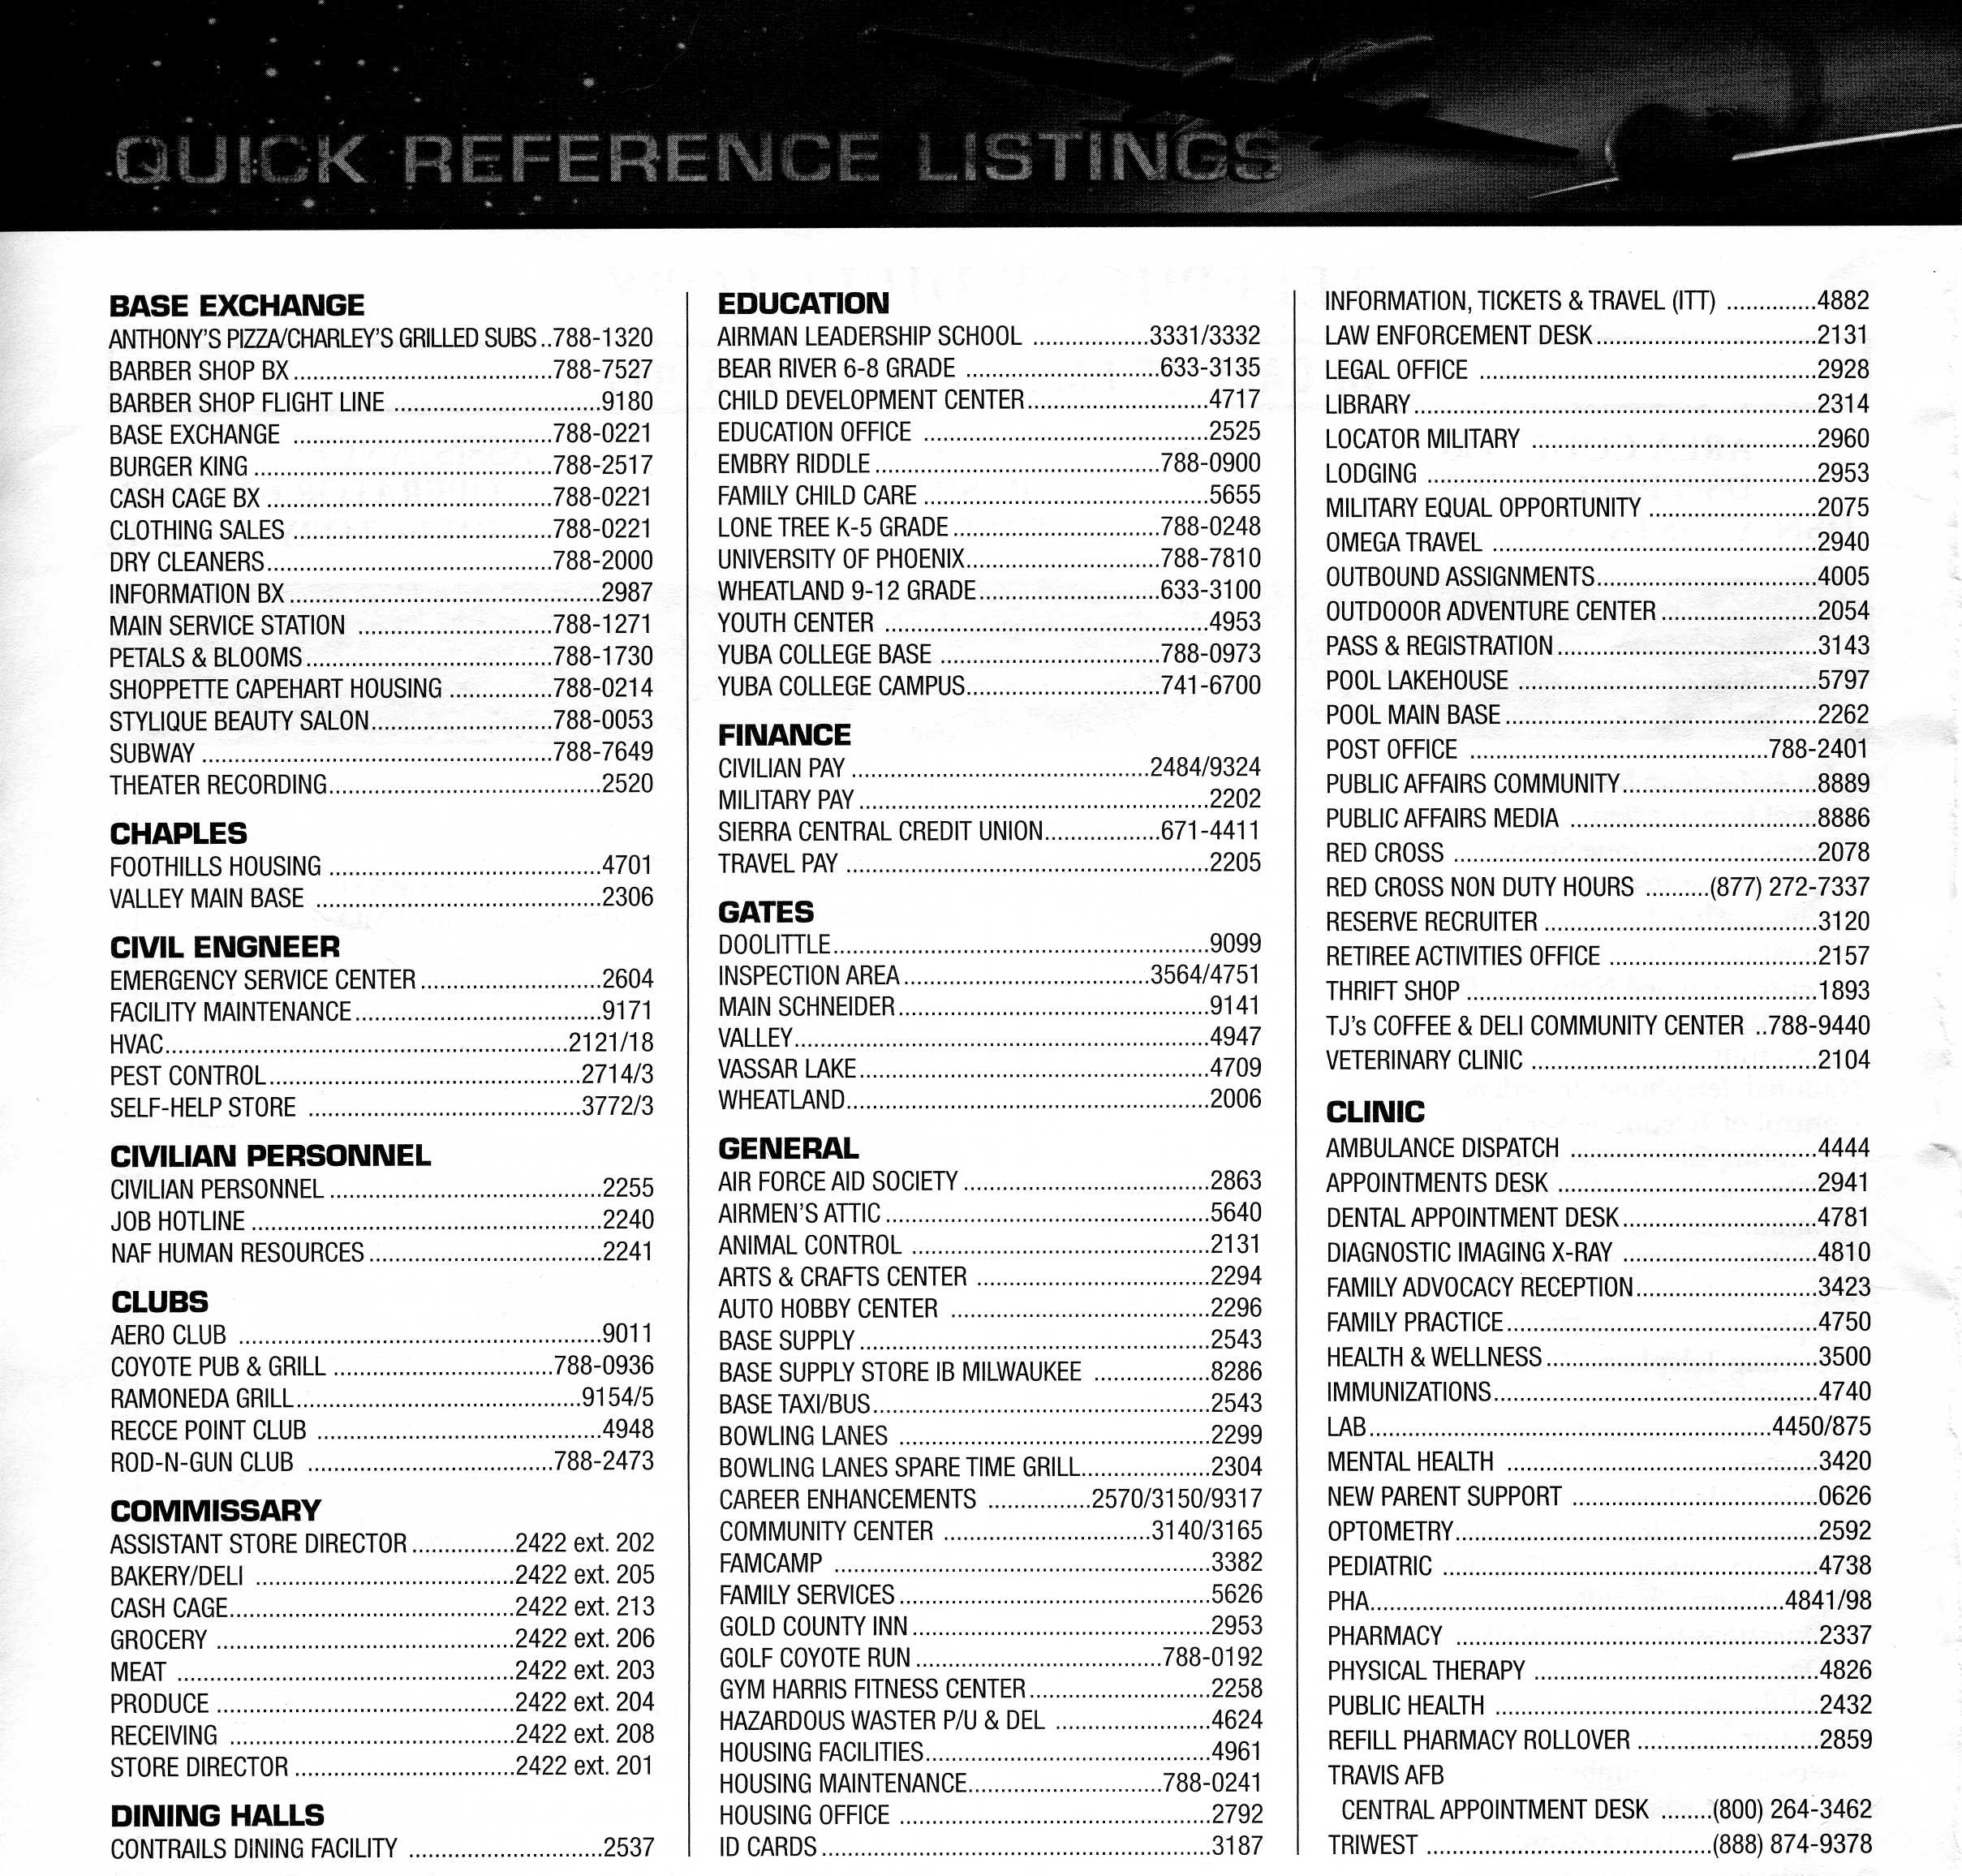 QUICK REFERENCE LISTINGS
BASE EXCHANGE
ANTHONY'S PIZZA/CHARLEY'S GRILLED SUBS..788-1320
BARBER SHOP BX........................................788-7527
BARBER SHOP FLIGHT LINE ................................9180
BASE EXCHANGE ........................................788-0221
BURGER KING..............................................788-2517
CASH CAGE BX............................................788-0221
CLOTHING SALES ........................................788-0221
DRY CLEANERS............................................788-2000
INFORMATION BX................................................2987
MAIN SERVICE STATION ..............................788-1271
PETALS & BLOOMS......................................788-1730
SHOPPETTE CAPEHART HOUSING ................788-0214
STYLIQUE BEAUTY SALON............................788-0053
SUBWAY ......................................................788-7649
THEATER RECORDING..........................................2520
CHAPLES
FOOTHILLS HOUSING ..........................................4701
VALLEY MAIN BASE ............................................2306
CIVIL ENGNEER
EMERGENCY SERVICE CENTER............................2604
FACILITY MAINTENANCE......................................9171
HVAC..............................................................2121/18
PEST CONTROL................................................2714/3
SELF-HELP STORE ..........................................3772/3
CIVILIAN PERSONNEL
CIVILIAN PERSONNEL..........................................2255
JOB HOTLINE ......................................................2240
NAF HUMAN RESOURCES....................................2241
CLUBS
AERO CLUB ........................................................9011
COYOTE PUB & GRILL ..................................788-0936
RAMONEDA GRILL............................................9154/5
RECCE POINT CLUB ............................................4948
ROD-N-GUN CLUB ......................................788-2473
COMMISSARY
ASSISTANT STORE DIRECTOR................2422 ext. 202
BAKERY/DELI ........................................2422 ext. 205
CASH CAGE............................................2422 ext. 213
GROCERY ..............................................2422 ext. 206
MEAT ....................................................2422 ext. 203
PRODUCE ..............................................2422 ext. 204
RECEIVING ............................................2422 ext. 208
STORE DIRECTOR ..................................2422 ext. 201
DINING HALLS
CONTRAILS DINING FACILITY ..............................2537
EDUCATION
AIRMAN LEADERSHIP SCHOOL ..................3331/3332
BEAR RIVER 6-8 GRADE ..............................633-3135
CHILD DEVELOPMENT CENTER............................4717
EDUCATION OFFICE ............................................2525
EMBRY RIDDLE............................................788-0900
FAMILY CHILD CARE ............................................5655
LONE TREE K-5 GRADE................................788-0248
UNIVERSITY OF PHOENIX..............................788-7810
WHEATLAND 9-12 GRADE............................633-3100
YOUTH CENTER ..................................................4953
YUBA COLLEGE BASE ..................................788-0973
YUBA COLLEGE CAMPUS..............................741-6700
FINANCE
CIVILIAN PAY ..............................................2484/9324
MILITARY PAY......................................................2202
SIERRA CENTRAL CREDIT UNION..................671-4411
TRAVEL PAY ........................................................2205
GATES
DOOLITTLE..........................................................9099
INSPECTION AREA......................................3564/4751
MAIN SCHNEIDER................................................9141
VALLEY................................................................4947
VASSAR LAKE......................................................4709
WHEATLAND........................................................2006
GENERAL
AIR FORCE AID SOCIETY......................................2863
AIRMEN'S ATTIC..................................................5640
ANIMAL CONTROL ..............................................2131
ARTS & CRAFTS CENTER ....................................2294
AUTO HOBBY CENTER ........................................2296
BASE SUPPLY......................................................2543
BASE SUPPLY STORE IB MILWAUKEE ..................8286
BASE TAXI/BUS....................................................2543
BOWLING LANES ................................................2299
BOWLING LANES SPARE TIME GRILL....................2304
CAREER ENHANCEMENTS ................2570/3150/9317
COMMUNITY CENTER ................................3140/3165
FAMCAMP ..........................................................3382
FAMILY SERVICES................................................5626
GOLD COUNTY INN..............................................2953
GOLF COYOTE RUN......................................788-0192
GYM HARRIS FITNESS CENTER............................2258
HAZARDOUS WASTER P/U & DEL ........................4624
HOUSING FACILITIES............................................4961
HOUSING MAINTENANCE..............................788-0241
HOUSING OFFICE ................................................2792
ID CARDS............................................................3187
INFORMATION, TICKETS & TRAVEL (ITT) ..............4882
LAW ENFORCEMENT DESK..................................2131
LEGAL OFFICE ....................................................2928
LIBRARY..............................................................2314
LOCATOR MILITARY ............................................2960
LODGING ............................................................2953
MILITARY EQUAL OPPORTUNITY ..........................2075
OMEGA TRAVEL ..................................................2940
OUTBOUND ASSIGNMENTS..................................4005
OUTDOOOR ADVENTURE CENTER........................2054
PASS & REGISTRATION........................................3143
POOL LAKEHOUSE ..............................................5797
POOL MAIN BASE................................................2262
POST OFFICE ..............................................788-2401
PUBLIC AFFAIRS COMMUNITY..............................8889
PUBLIC AFFAIRS MEDIA ......................................8886
RED CROSS ........................................................2078
RED CROSS NON DUTY HOURS ..........(877) 272-7337
RESERVE RECRUITER..........................................3120
RETIREE ACTIVITIES OFFICE ................................2157
THRIFT SHOP......................................................1893
TJ's COFFEE & DELI COMMUNITY CENTER ..788-9440
VETERINARY CLINIC ............................................2104
CLINIC
AMBULANCE DISPATCH ......................................4444
APPOINTMENTS DESK ........................................2941
DENTAL APPOINTMENT DESK..............................4781
DIAGNOSTIC IMAGING X-RAY ..............................4810
FAMILY ADVOCACY RECEPTION............................3423
FAMILY PRACTICE................................................4750
HEALTH & WELLNESS..........................................3500
IMMUNIZATIONS..................................................4740
LAB..............................................................4450/875
MENTAL HEALTH ................................................3420
NEW PARENT SUPPORT ......................................0626
OPTOMETRY........................................................2592
PEDIATRIC ..........................................................4738
PHA................................................................4841/98
PHARMACY ........................................................2337
PHYSICAL THERAPY ............................................4826
PUBLIC HEALTH ..................................................2432
REFILL PHARMACY ROLLOVER ............................2859
TRAVIS AFB
CENTRAL APPOINTMENT DESK ........(800) 264-3462
TRIWEST ............................................(888) 874-9378